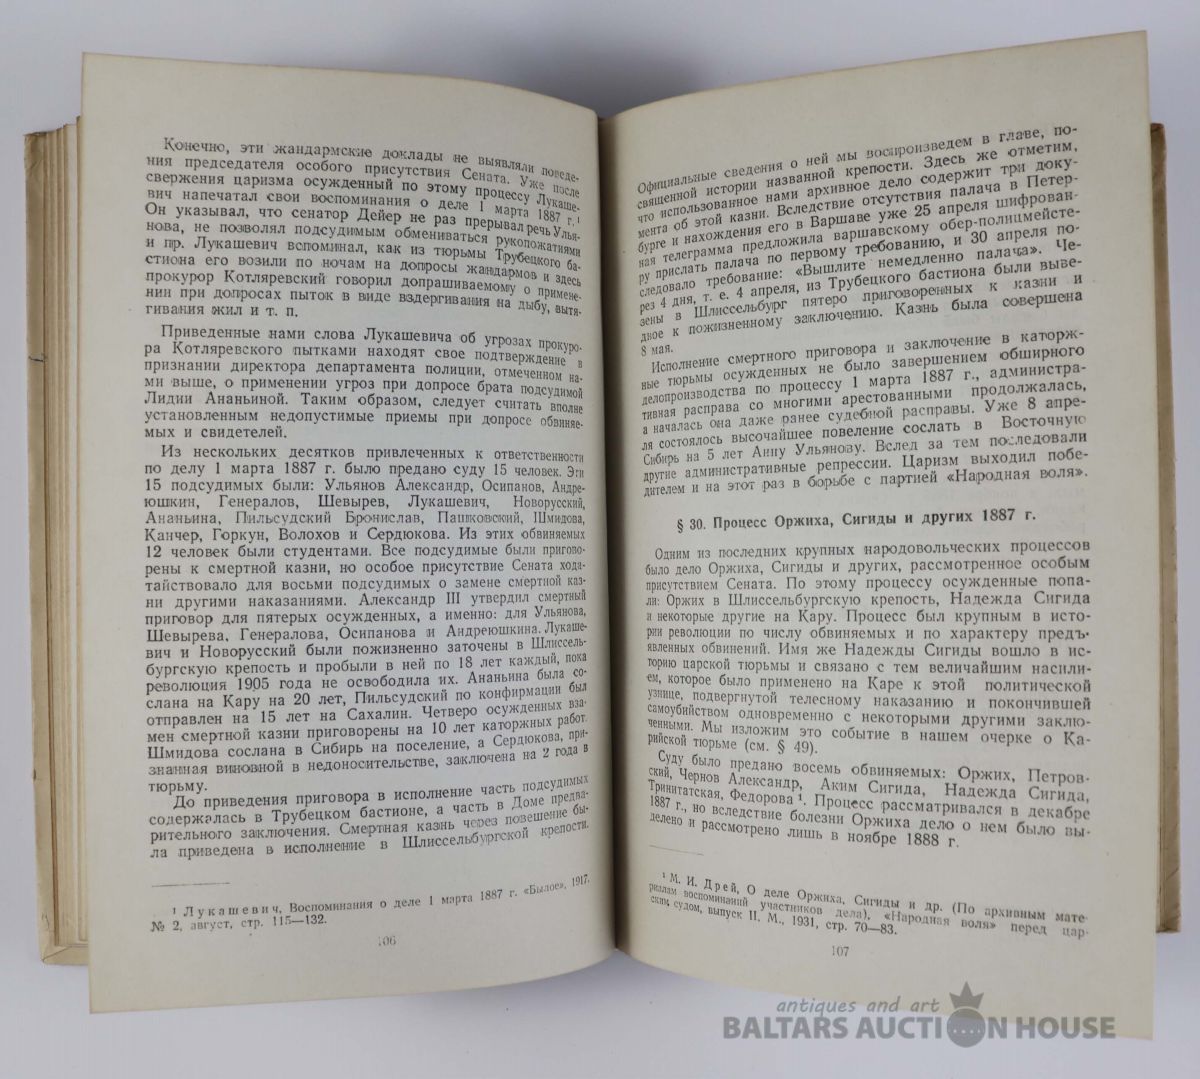 Конечно, эти жандармские доклады не выявляли поведе-
ния председателя особого присутствия Сената. Уже после
свержения царизма осужденный по этому процессу Лукаше-
вич напечатал свои воспоминания о деле 1 марта 1887 г.¹
Он указывал, что сенатор Дейер не раз прерывал речь Улья-
нова, не позволял подсудимым обмениваться рукопожатиями
и пр. Лукашевич вспоминал, как из тюрьмы Трубецкого ба-
стиона его возили по ночам на допросы жандармов и здесь
прокурор Котляревский говорил допрашиваемому о примене-
нии при допросах пыток в виде вздергивания на дыбу, вытя-
гивания жил и т. п.
Приведенные нами слова Лукашевича об угрозах прокуро-
ра Котляревского пытками находят свое подтверждение в
признании директора департамента полиции, отмеченном на-
ми выше, о применении угроз при допросе брата подсудимой
Лидии Ананьиной. Таким образом, следует считать вполне
установленным недопустимые приемы при допросе обвиняе-
мых и свидетелей.
Из нескольких десятков привлеченных к ответственности
по делу 1 марта 1887 г. было предано суду 15 человек. Эти
15 подсудимых были: Ульянов Александр, Осипанов, Андре-
юшкин, Генералов, Шевырев, Лукашевич, Новорусский,
Ананьина, Пильсудский Бронислав, Пашковский, Шмидова,
Канчер, Горкун, Волохов и Сердюкова. Из этих обвиняемых
12 человек были студентами. Все подсудимые были пригово-
рены к смертной казни, но особое присутствие Сената хода-
тайствовало для восьми подсудимых о замене смертной каз-
ни другими наказаниями. Александр III утвердил смертный
приговор для пятерых осужденных, а именно: для Ульянова,
Шевырева, Генералова, Осипанова и Андреюшкина. Лукаше-
вич и Новорусский были пожизненно заточены в Шлиссель-
бургскую крепость и пробыли в ней по 18 лет каждый, пока
революция 1905 года не освободила их. Ананьина была со-
слана на Кару на 20 лет, Пильсудский по конфирмации был
отправлен на 15 лет на Сахалин. Четверо осужденных вза-
мен смертной казни приговорены на 10 лет каторжных работ.
Шмидова сослана в Сибирь на поселение, а Сердюкова, при-
знанная виновной в недоносительстве, заключена на 2 года в
тюрьму.
До приведения приговора в исполнение часть подсудимых
содержалась в Трубецком бастионе, а часть в Доме предва-
рительного заключения. Смертная казнь через повешение бы-
ла приведена в исполнение в Шлиссельбургской крепости.
¹ Лукашевич, Воспоминания о деле 1 марта 1887 г. «Былое», 1917,
№ 2, август, стр. 115—132.
106
Официальные сведения о ней мы воспроизведем в главе, по-
священной истории названной крепости. Здесь же отметим,
что использованное нами архивное дело содержит три доку-
мента об этой казни. Вследствие отсутствия палача в Петер-
бурге и нахождения его в Варшаве уже 25 апреля шифрован-
ная телеграмма предложила варшавскому обер-полицмейсте-
ру прислать палача по первому требованию, и 30 апреля по-
следовало требование: «Вышлите немедленно палача». Че-
рез 4 дня, т. е. 4 апреля, из Трубецкого бастиона были выве-
зены в Шлиссельбург пятеро приговоренных к казни и
двое к пожизненному заключению. Казнь была совершена
8 мая.
Исполнение смертного приговора и заключение в каторж-
ные тюрьмы осужденных не было завершением обширного
делопроизводства по процессу 1 марта 1887 г., администра-
тивная расправа со многими арестованными продолжалась,
а началась она даже ранее судебной расправы. Уже 8 апре-
ля состоялось высочайшее повеление сослать в Восточную
Сибирь на 5 лет Анну Ульянову. Вслед за тем последовали
другие административные репрессии. Царизм выходил побе-
дителем и на этот раз в борьбе с партией «Народная воля».
§ 30. Процесс Оржиха, Сигиды и других 1887 г.
Одним из последних крупных народовольческих процессов
было дело Оржиха, Сигиды и других, рассмотренное особым
присутствием Сената. По этому процессу осужденные попа-
ли: Оржих в Шлиссельбургскую крепость, Надежда Сигида
и некоторые другие на Кару. Процесс был крупным в исто-
рии революции по числу обвиняемых и по характеру предъ-
явленных обвинений. Имя же Надежды Сигиды вошло в ис-
торию царской тюрьмы и связано с тем величайшим насили-
ем, которое было применено на Каре к этой политической
узнице, подвергнутой телесному наказанию и покончившей
самоубийством одновременно с некоторыми другими заклю-
ченными. Мы изложим это событие в нашем очерке о Ка-
рийской тюрьме (см. § 49).
Суду было предано восемь обвиняемых: Оржих, Петров-
ский, Чернов Александр, Аким Сигида, Надежда Сигида,
Тринитатская, Федорова ¹. Процесс рассматривался в декабре
1887 г., но вследствие болезни Оржиха дело о нем было вы-
делено и рассмотрено лишь в ноябре 1888 г.
¹ М. И. Дрей, О деле Оржиха, Сигиды и др. (По архивным мате-
риалам воспоминаний участников дела), «Народная воля» перед цар-
ским судом, выпуск II, М., 1931, стр. 70—83.
107
antiques and art
BALTARS AUCTION HOUSE